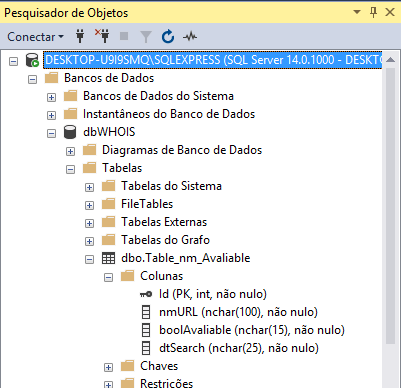 Pesquisador de Objetos
Conectar
DESKTOP-U9I9SMQ\SQLEXPRESS (SQL Server 14.0.1000 - DESKTO
Bancos de Dados
Bancos de Dados do Sistema
Instantâneos do Banco de Dados
dbWHOIS
Diagramas de Banco de Dados
Tabelas
Tabelas do Sistema
FileTables
Tabelas Externas
Tabelas do Grafo
dbo.Table_nm_Avaliable
Colunas
Id (PK, int, não nulo)
nmURL (nchar(100), não nulo)
boolAvaliable (nchar(15), não nulo)
dtSearch (nchar(25), não nulo)
Chaves
Restrições